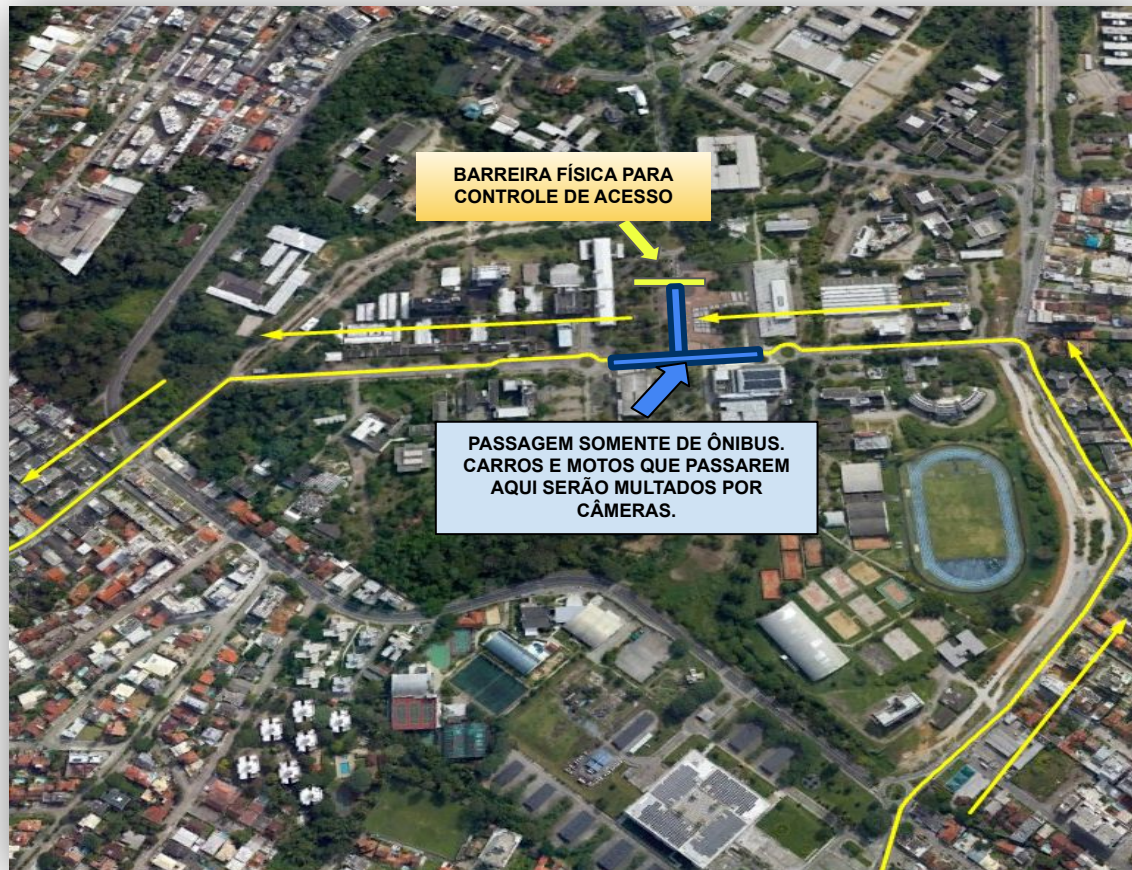 BARREIRA FÍSICA PARA
CONTROLE DE ACESSO
PASSAGEM SOMENTE DE ÔNIBUS.
CARROS E MOTOS QUE PASSAREM
AQUI SERÃO MULTADOS POR
CÂMERAS.